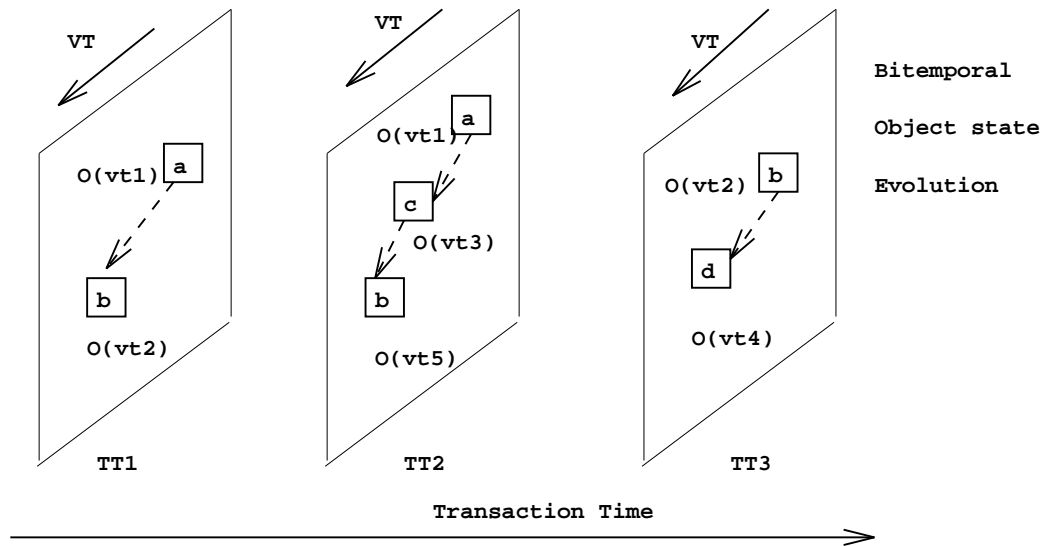 VT
VT
VT
Bitemporal
Object state
Evolution
a
O(vt1)
b
O(vt2)
a
O(vt1)
c
O(vt3)
b
O(vt5)
b
O(vt2)
d
O(vt4)
TT1
TT2
TT3
Transaction Time